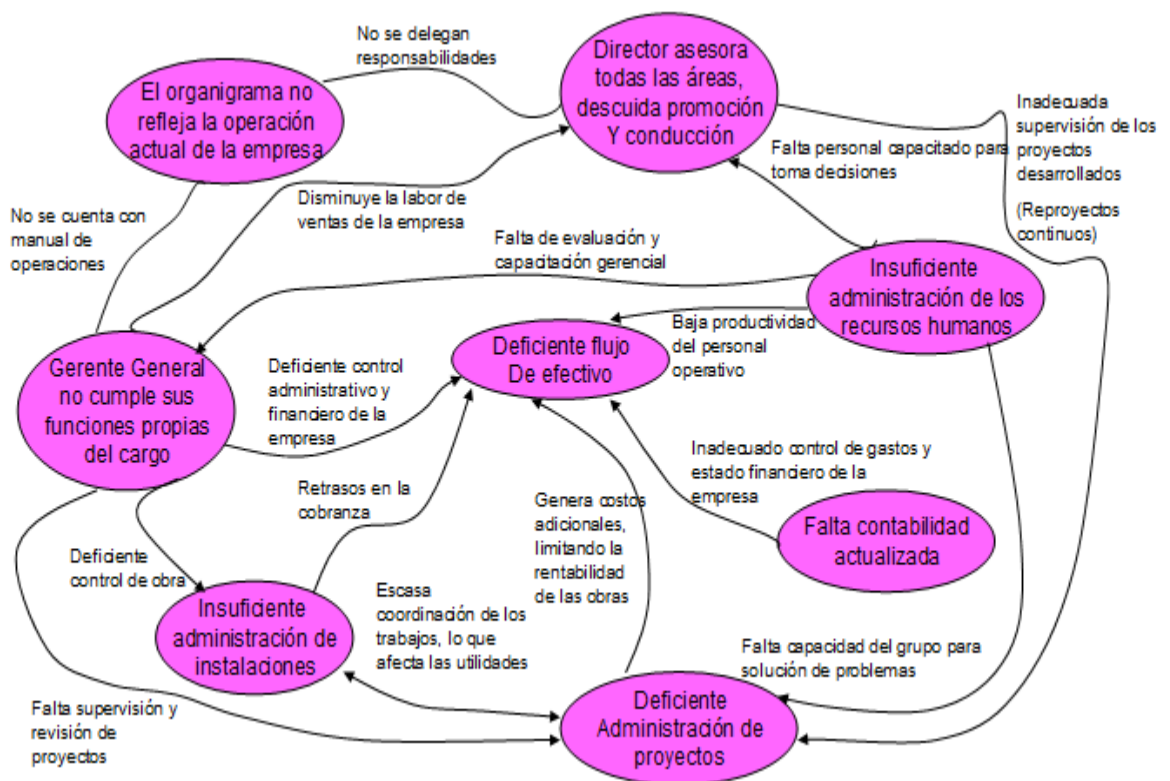 No se delegan
responsabilidades
Director asesora
todas las áreas,
descuida promoción
Y conducción
El organigrama no
refleja la operación
actual de la empresa
Inadecuada
supervisión de los
proyectos
desarrollados
(Reproyectos
continuos)
Falta personal capacitado para
toma decisiones
Disminuye la labor de
ventas de la empresa
No se cuenta con
manual de
operaciones
Falta de evaluación y
capacitación gerencial
Insuficiente
administración de los
recursos humanos
Baja productividad
del personal
operativo
Deficiente flujo
De efectivo
Gerente General
no cumple sus
funciones propias
del cargo
Deficiente control
administrativo y
financiero de la
empresa
Inadecuado control de gastos y
estado financiero de la
empresa
Retrasos en la
cobranza
Genera costos
adicionales,
limitando la
rentabilidad
de las obras
Falta contabilidad
actualizada
Deficiente
control de obra
Insuficiente
administración de
instalaciones
Escasa
coordinación de los
trabajos, lo que
afecta las utilidades
Falta capacidad del grupo para
solución de problemas
Deficiente
Administración de
proyectos
Falta supervisión y
revisión de
proyectos